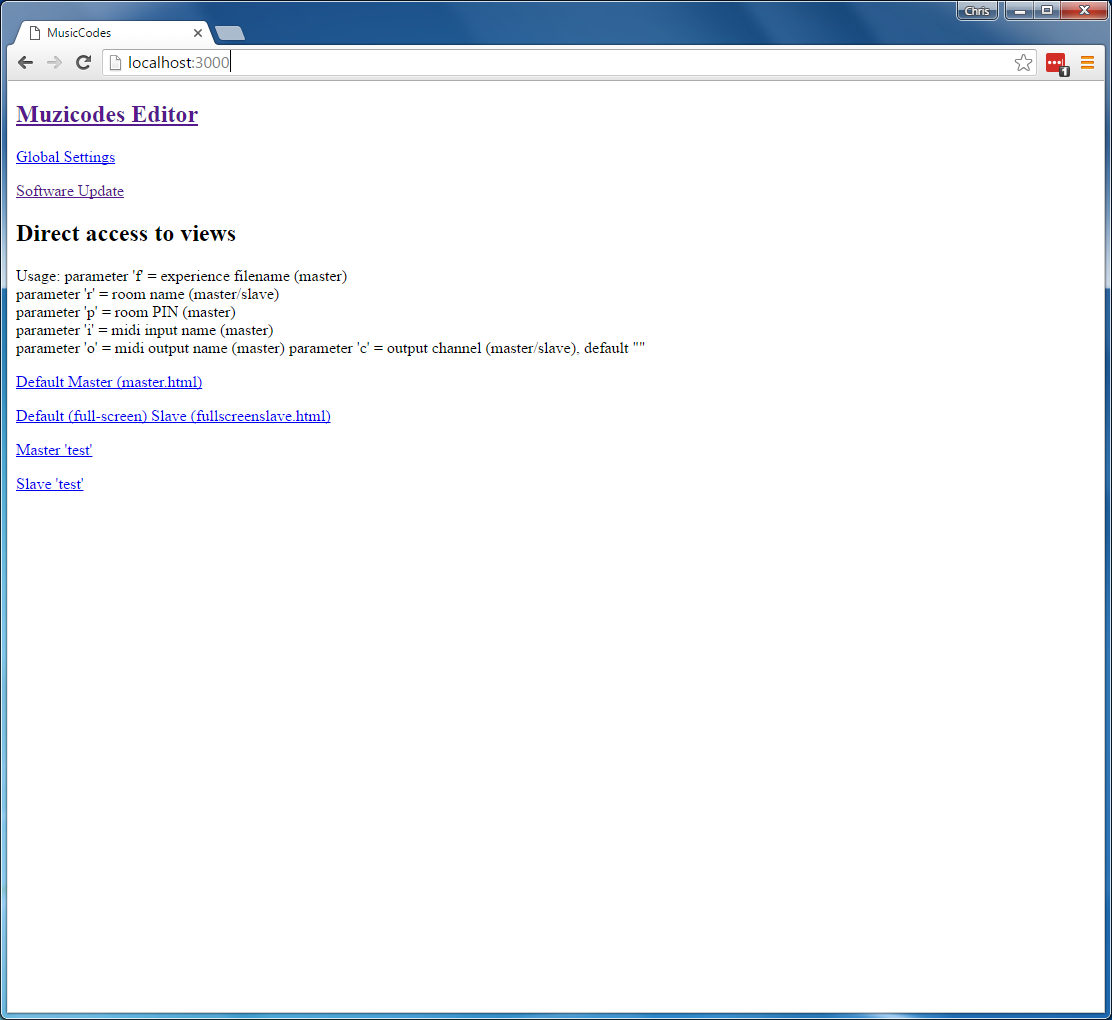 Chris
MusicCodes
localhost:3000
1
Muzicodes Editor
Global Settings
Software Update
Direct access to views
Usage: parameter 'f' = experience filename (master)
parameter 'r' = room name (master/slave)
parameter 'p' = room PIN (master)
parameter 'i' = midi input name (master)
parameter 'o' = midi output name (master) parameter 'c' = output channel (master/slave), default ""
Default Master (master.html)
Default (full-screen) Slave (fullscreenslave.html)
Master 'test'
Slave 'test'